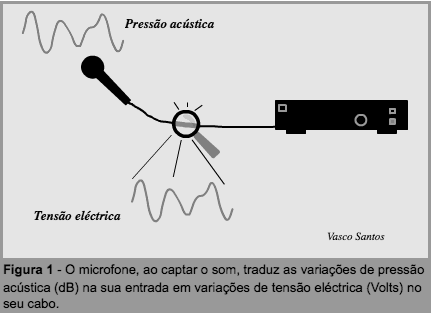 Pressão acústica
Tensão eléctrica
Vasco Santos
Figura 1 - O microfone, ao captar o som, traduz as variações de pressão
acústica (dB) na sua entrada em variações de tensão eléctrica (Volts) no
seu cabo.